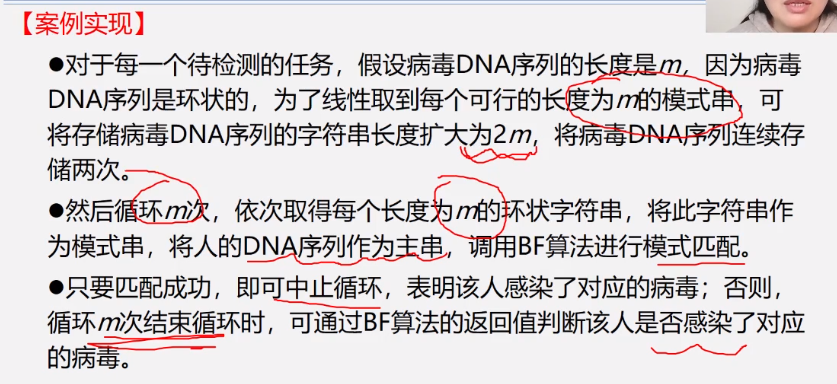 【案例实现】
●对于每一个待检测的任务，假设病毒DNA序列的长度是m，因为病毒
DNA序列是环状的，为了线性取到每个可行的长度为m的模式串，可
将存储病毒DNA序列的字符串长度扩大为2m，将病毒DNA序列连续存
储两次。
●然后循环m次，依次取得每个长度为m的环状字符串，将此字符串作
为模式串，将人的DNA序列作为主串，调用BF算法进行模式匹配。
●只要匹配成功，即可中止循环，表明该人感染了对应的病毒；否则，
循环m次结束循环时，可通过BF算法的返回值判断该人是否感染了对应
的病毒。